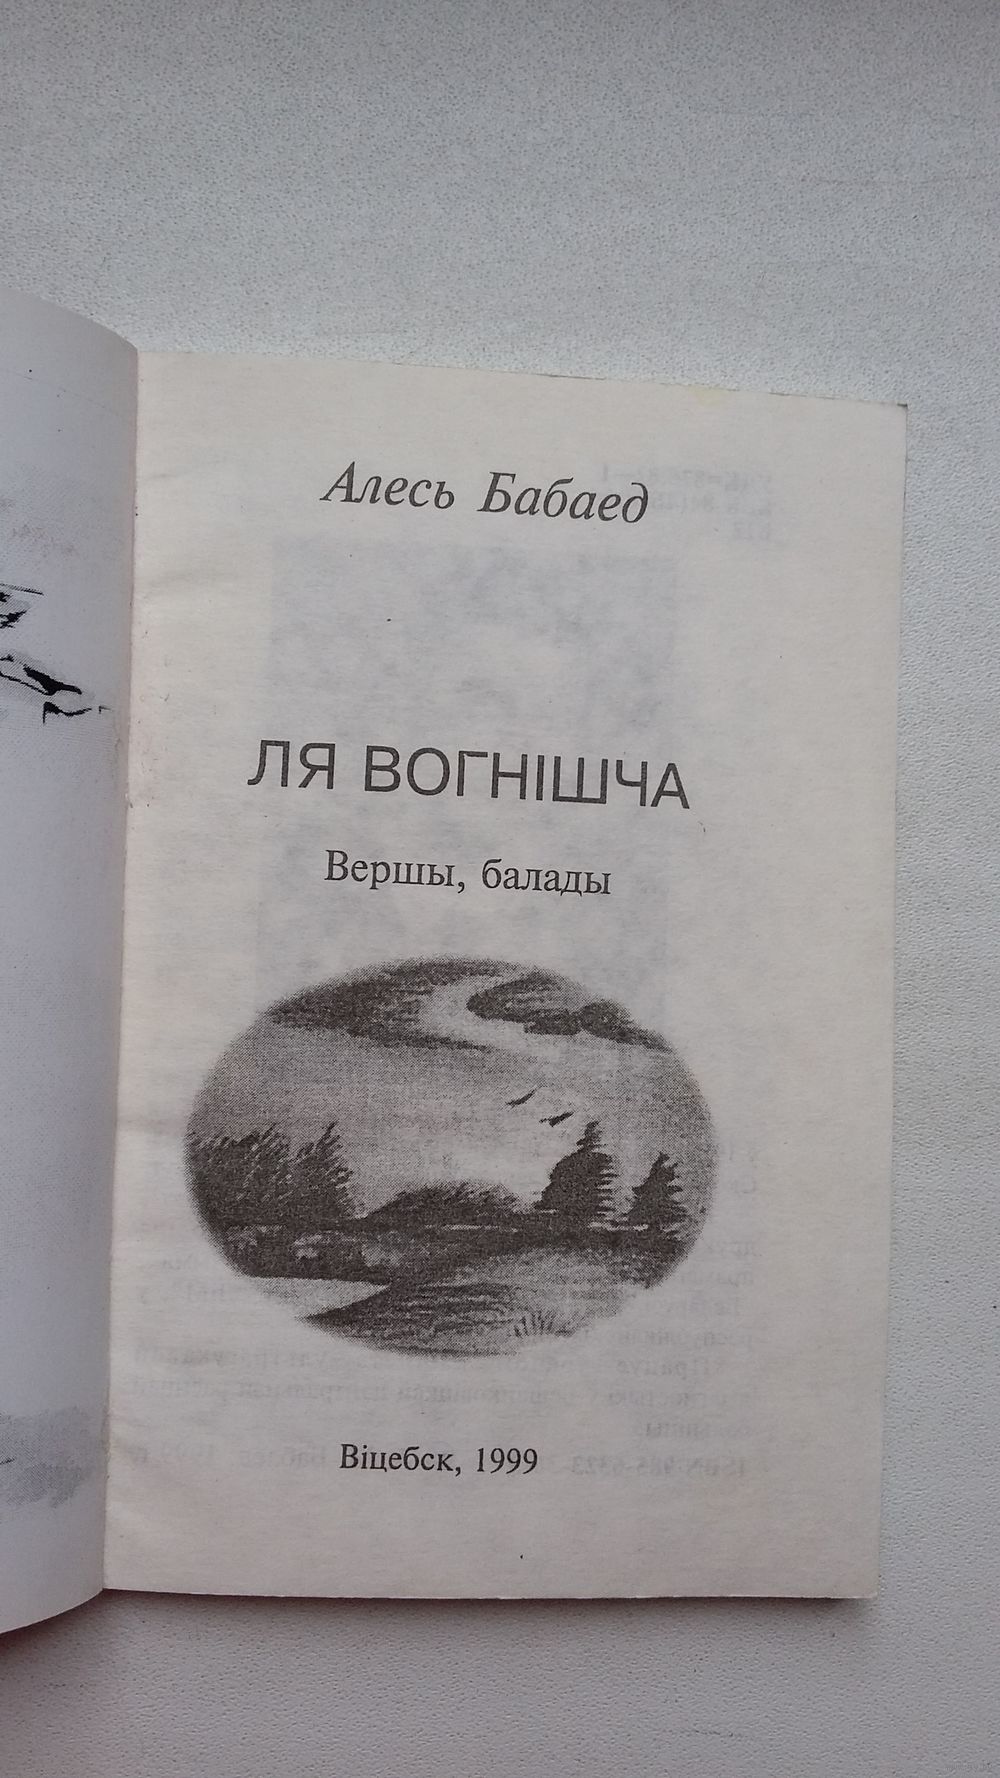 Алесь Бабаед
ЛЯ ВОГНІШЧА
Вершы, балады
Віцебск, 1999